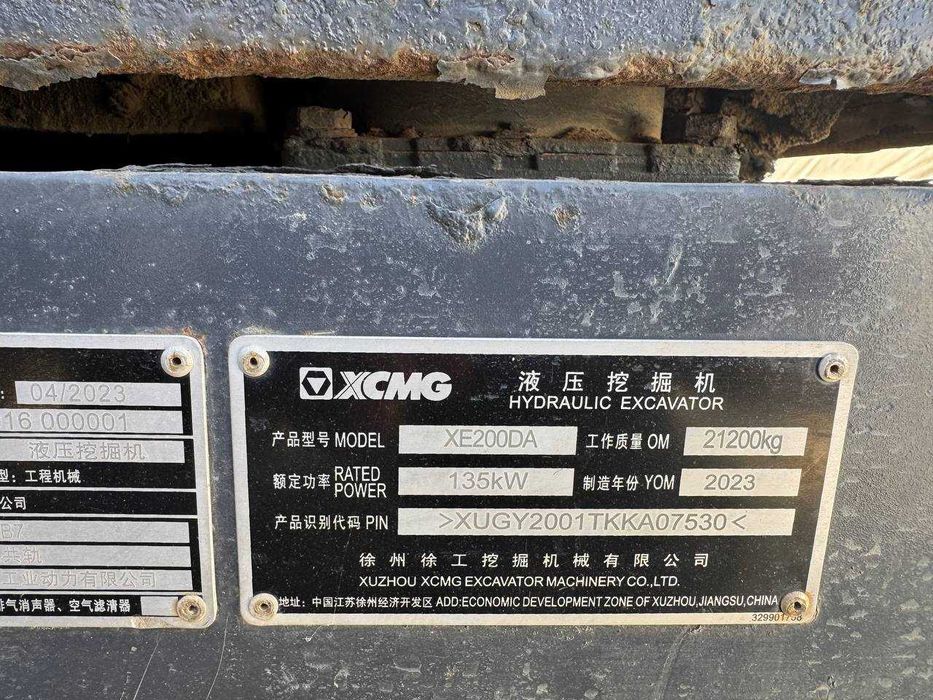 04/2023
16 000001
液压挖掘机
型: 工程机械
公司
B7
共轨
工业动力有限公司
非气消声器、空气滤清器
XCMG
液压挖掘机
HYDRAULIC EXCAVATOR
产品型号 MODEL XE200DA 工作质量 OM 21200kg
额定功率 RATED POWER 135kW 制造年份 YOM 2023
产品识别代码 PIN >XUGY2001TKKA07530<
徐州徐工挖掘机械有限公司
XUZHOU XCMG EXCAVATOR MACHINERY CO.,LTD.
地址: 中国江苏徐州经济开发区 ADD:ECONOMIC DEVELOPMENT ZONE OF XUZHOU,JIANGSU,CHINA